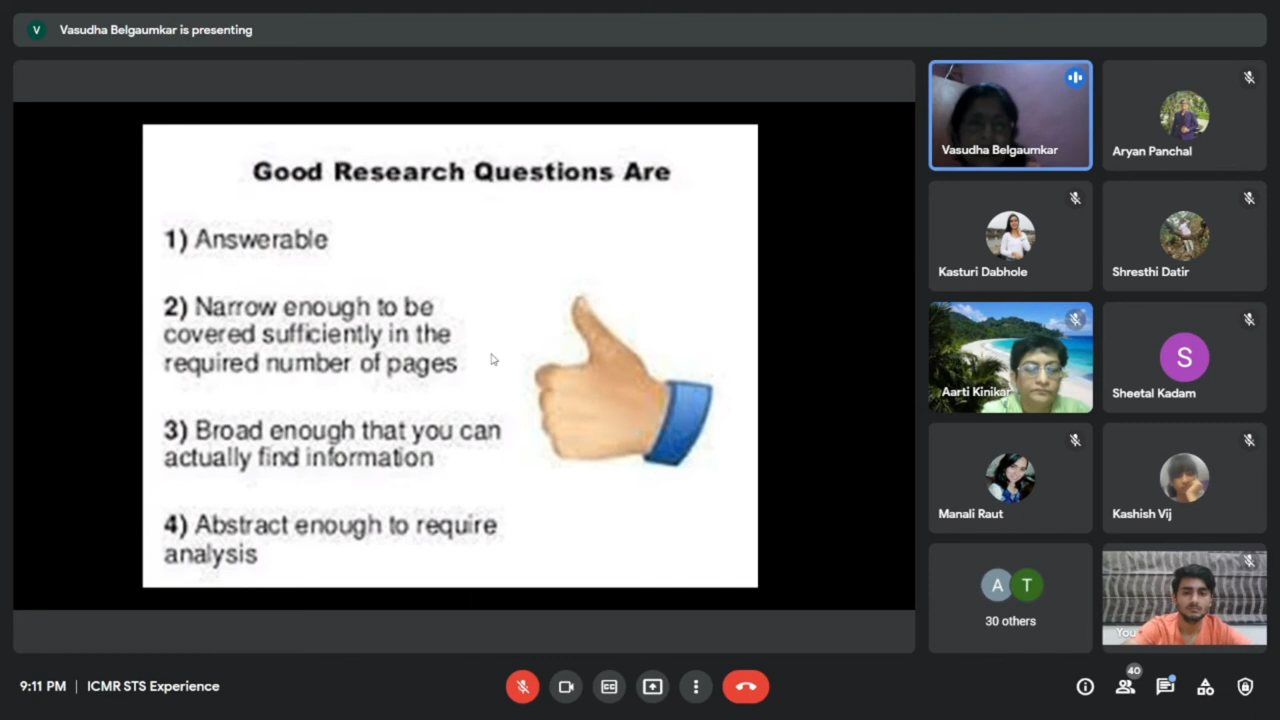 V Vasudha Belgaumkar is presenting
Good Research Questions Are
1) Answerable
2) Narrow enough to be
covered sufficiently in the
required number of pages
3) Broad enough that you can
actually find information
4) Abstract enough to require
analysis
Vasudha Belgaumkar
Aryan Panchal
Kasturi Dabhole
Shresthi Datir
Aarti Kinikar
S
Sheetal Kadam
Manali Raut
Kashish Vij
A T
30 others
You
9:11 PM | ICMR STS Experience
CC
40